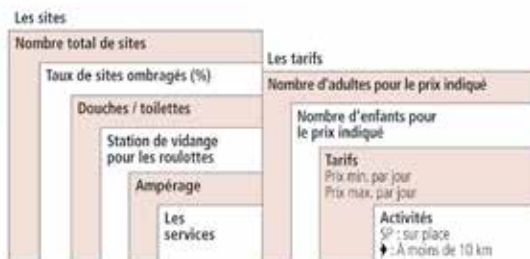 Les sites
Nombre total de sites
Taux de sites ombragés (%)
Douches / toilettes
Station de vidange
pour les roulottes
Ampérage
Les
services
Les tarifs
Nombre d'adultes pour le prix indiqué
Nombre d'enfants pour
le prix indiqué
Tarifs
Prix min. par jour
Prix max. par jour
Activités
SP : sur place
⧫ : À moins de 10 km